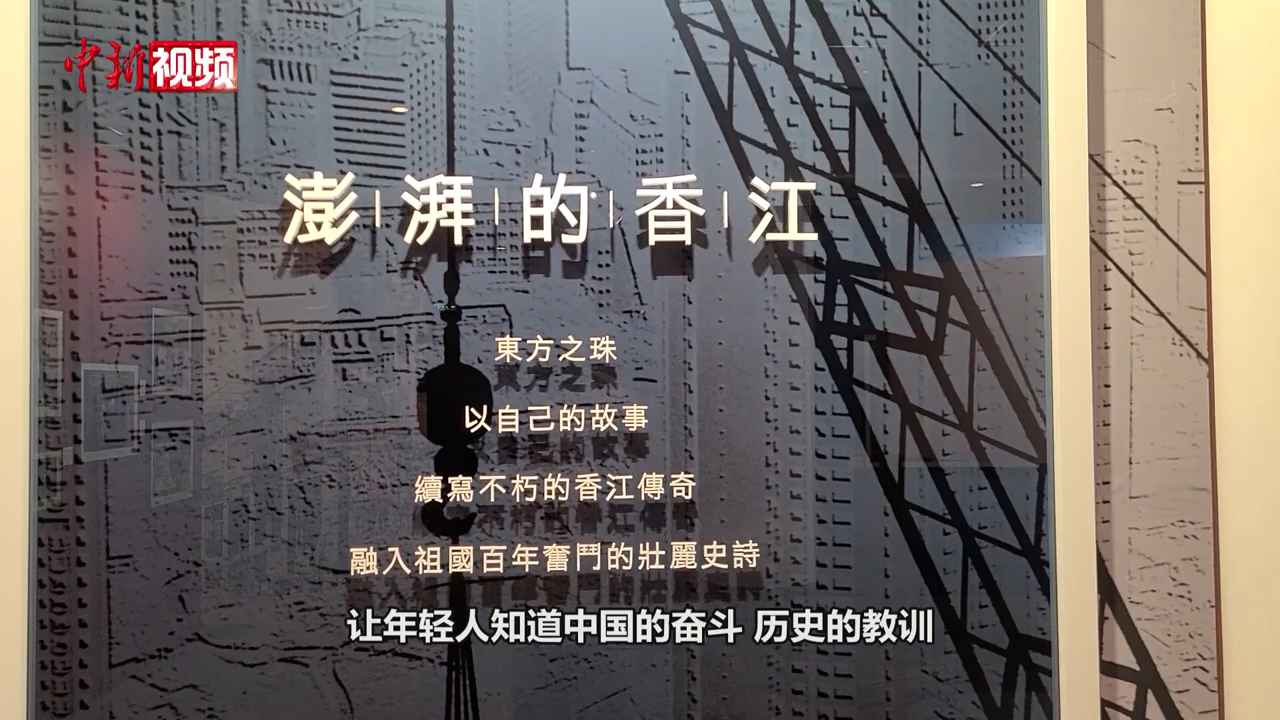 中新视频
澎湃的香江
東方之珠
以自己的故事
續寫不朽的香江傳奇
融入祖國百年奮鬥的壯麗史詩
让年轻人知道中国的奋斗 历史的教训